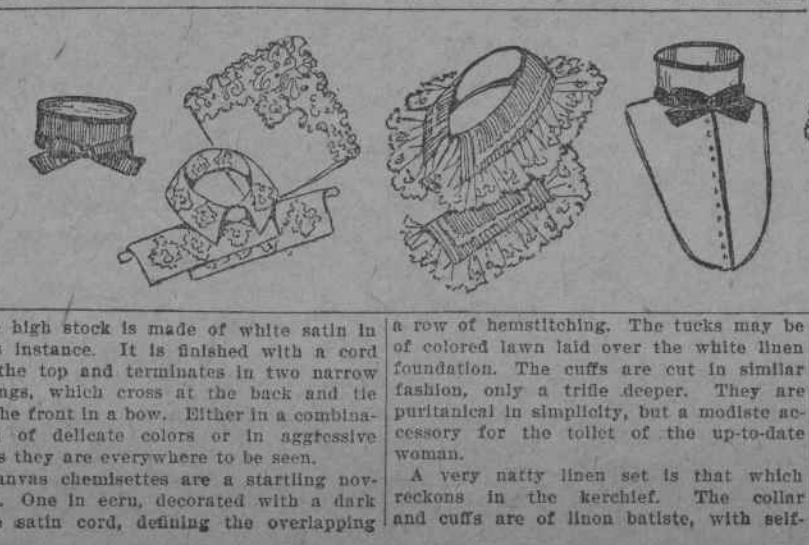 high stock is made of white satin in
instance. It is finished with a cord
the top and terminates in two narrow
ngs, which cross at the back and tie
he front in a bow. Either in a combina-
of delicate colors or in aggressive
s they are everywhere to be seen.
anvas chemisettes are a startling nov-
. One in ecru, decorated with a dark
satin cord, defining the overlapping
a row of hemstitching. The tucks may be
of colored lawn laid over the white linen
foundation. The cuffs are cut in similar
fashion, only a trifle deeper. They are
puritanical in simplicity, but a modiste ac-
cessory for the toilet of the up-to-date
woman.
A very natty linen set is that which
reckons in the kerchief. The collar
and cuffs are of linon batiste, with self-